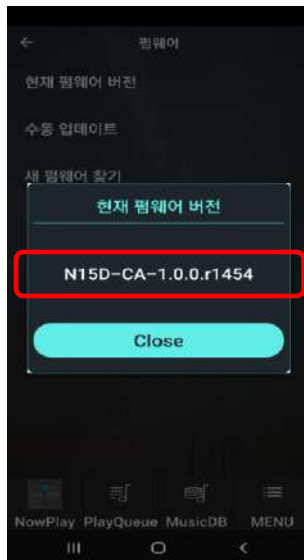 펌웨어
현재 펌웨어 버전
수동 업데이트
새 펌웨어 찾기
현재 펌웨어 버전
N15D-CA-1.0.0.r1454
Close
NowPlay PlayQueue MusicDB MENU